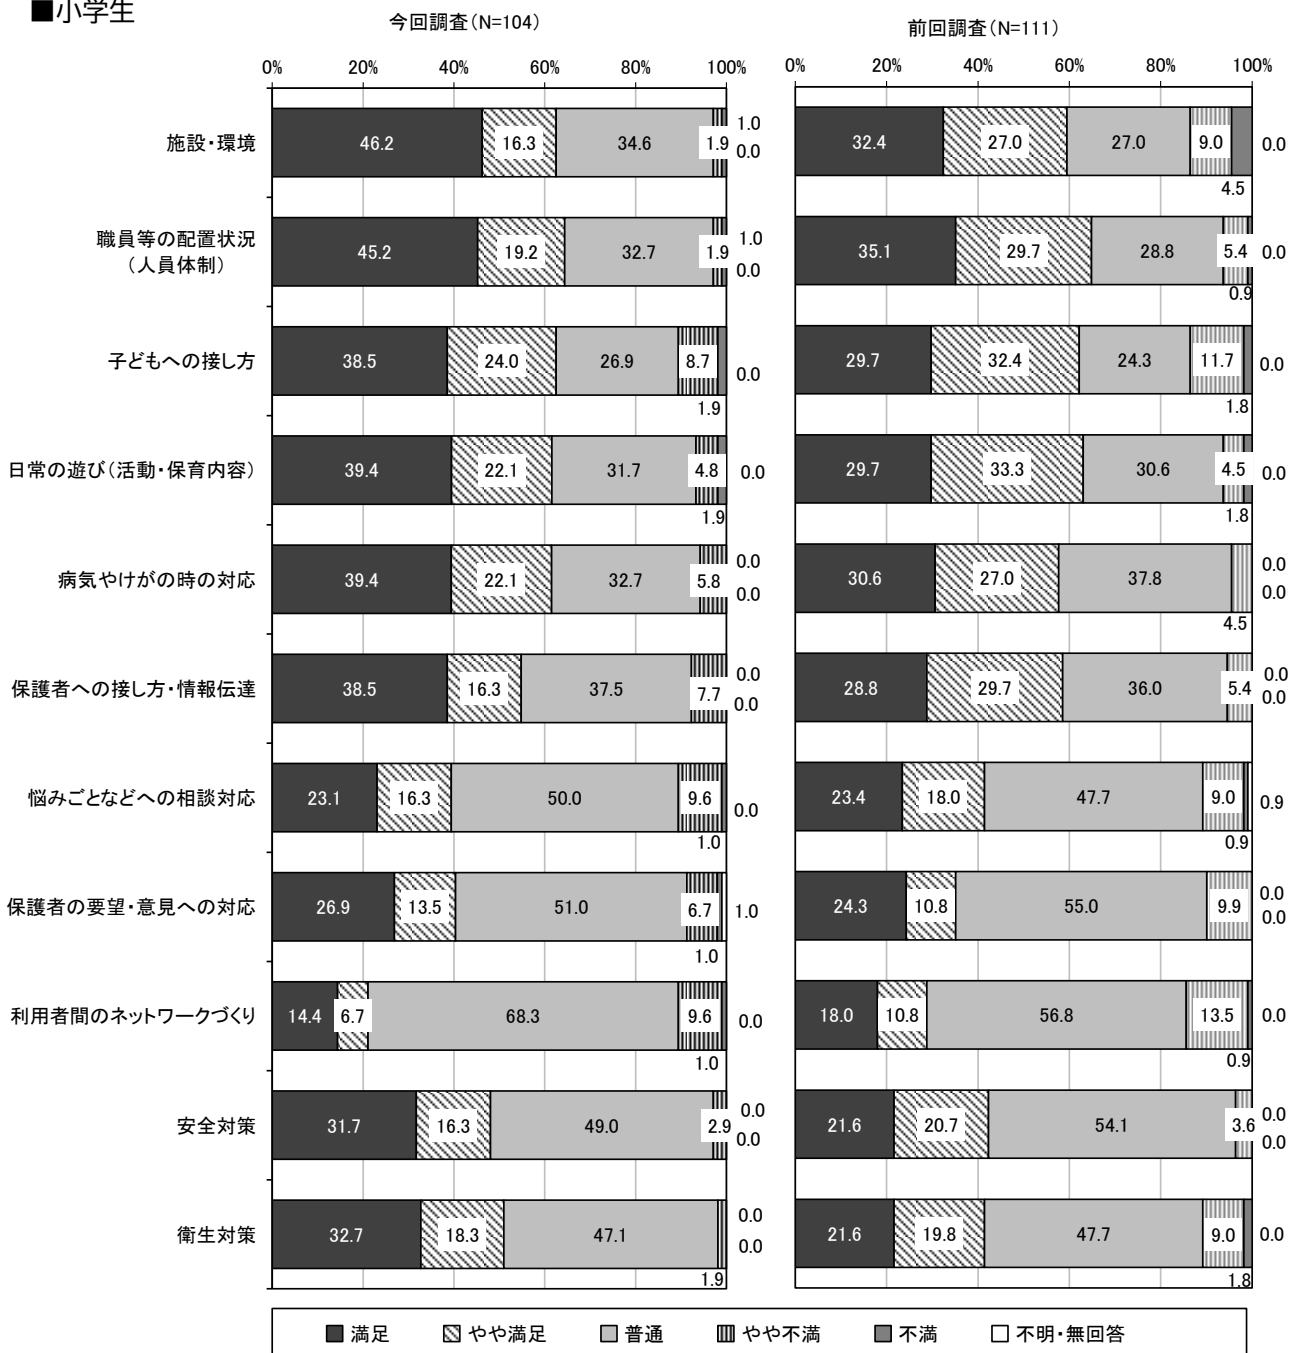 ■小学生
今回調査（N=104）
前回調査（N=111）
0% 20% 40% 60% 80% 100%
0% 20% 40% 60% 80% 100%
施設・環境
46.2 16.3 34.6 1.9 1.0 0.0
32.4 27.0 27.0 9.0 4.5 0.0
職員等の配置状況
（人員体制）
45.2 19.2 32.7 1.9 1.0 0.0
35.1 29.7 28.8 5.4 0.9 0.0
子どもへの接し方
38.5 24.0 26.9 8.7 1.9 0.0
29.7 32.4 24.3 11.7 1.8 0.0
日常の遊び（活動・保育内容）
39.4 22.1 31.7 4.8 1.9 0.0
29.7 33.3 30.6 4.5 1.8 0.0
病気やけがの時の対応
39.4 22.1 32.7 5.8 0.0 0.0
30.6 27.0 37.8 4.5 0.0 0.0
保護者への接し方・情報伝達
38.5 16.3 37.5 7.7 0.0 0.0
28.8 29.7 36.0 5.4 0.0 0.0
悩みごとなどへの相談対応
23.1 16.3 50.0 9.6 1.0 0.0
23.4 18.0 47.7 9.0 0.9 0.9
保護者の要望・意見への対応
26.9 13.5 51.0 6.7 1.0 1.0
24.3 10.8 55.0 9.9 0.0 0.0
利用者間のネットワークづくり
14.4 6.7 68.3 9.6 1.0 0.0
18.0 10.8 56.8 13.5 0.9 0.0
安全対策
31.7 16.3 49.0 2.9 0.0 0.0
21.6 20.7 54.1 3.6 0.0 0.0
衛生対策
32.7 18.3 47.1 1.9 0.0 0.0
21.6 19.8 47.7 9.0 1.8 0.0
満足 やや満足 普通 やや不満 不満 不明・無回答